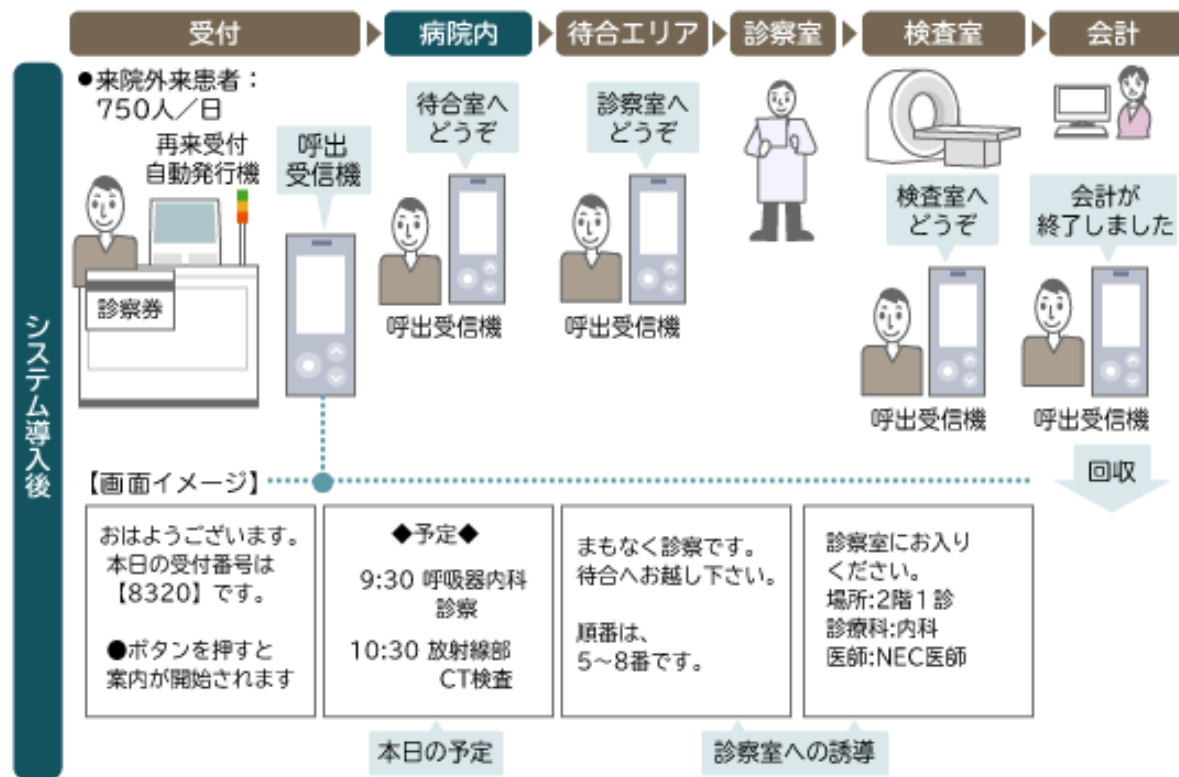 受付
病院内
待合エリア
診察室
検査室
会計
システム導入後
●来院外来患者：
750人／日
再来受付
自動発行機
診察券
呼出
受信機
待合室へ
どうぞ
呼出受信機
診察室へ
どうぞ
呼出受信機
検査室へ
どうぞ
呼出受信機
会計が
終了しました
呼出受信機
回収
【画面イメージ】
おはようございます。
本日の受付番号は
【8320】です。
●ボタンを押すと
案内が開始されます
◆予定◆
9:30 呼吸器内科
診察
10:30 放射線部
CT検査
まもなく診察です。
待合へお越し下さい。
順番は、
5〜8番です。
診察室にお入り
ください。
場所:2階1診
診療科:内科
医師:NEC医師
本日の予定
診察室への誘導